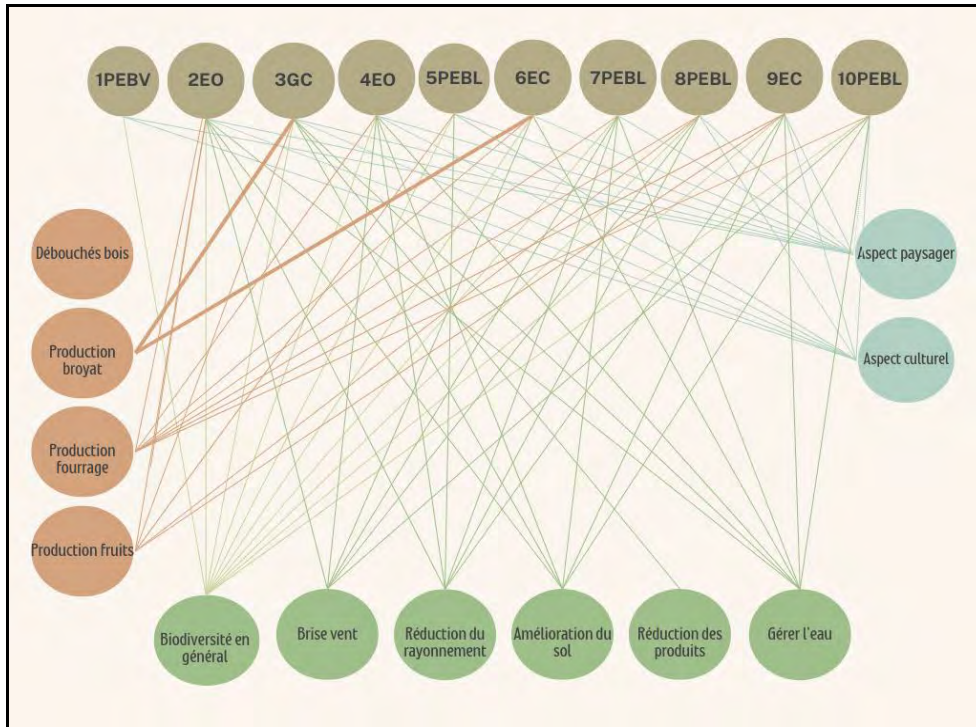 1PEBV
2EO
3GC
4EO
5PEBL
6EC
7PEBL
8PEBL
9EC
10PEBL
Débouchés bois
Production
broyat
Production
fourrage
Production fruits
Aspect paysager
Aspect culturel
Biodiversité en
général
Brise vent
Réduction du
rayonnement
Amélioration du
sol
Réduction des
produits
Gérer l'eau